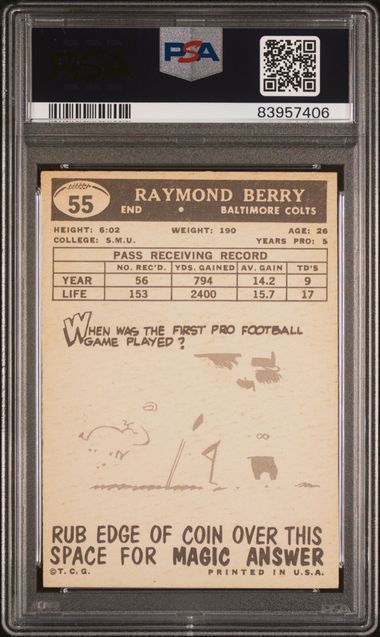 PSA
PSA
83957406
55
RAYMOND BERRY
END • BALTIMORE COLTS
HEIGHT: 6:02 WEIGHT: 190 AGE: 26
COLLEGE: S.M.U. YEARS PRO: 5
PASS RECEIVING RECORD
NO. REC'D. YDS. GAINED AV. GAIN TD'S
YEAR 56 794 14.2 9
LIFE 153 2400 15.7 17
WHEN WAS THE FIRST PRO FOOTBALL
GAME PLAYED?
RUB EDGE OF COIN OVER THIS
SPACE FOR MAGIC ANSWER
© T. C. G. PRINTED IN U.S.A.